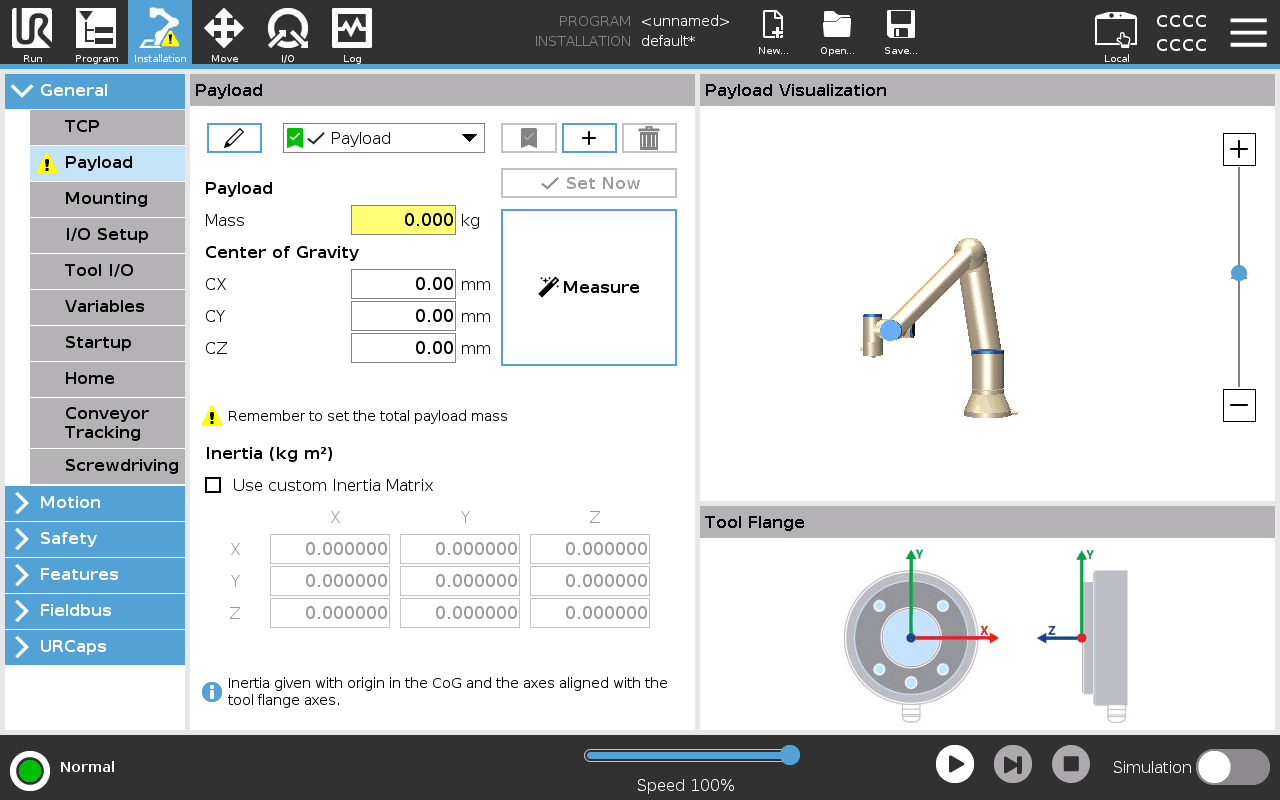 Run
Program
Installation
Move
I/O
Log
PROGRAM <unnamed>
INSTALLATION default*
New...
Open...
Save...
Local
CCCC
CCCC
General
TCP
Payload
Mounting
I/O Setup
Tool I/O
Variables
Startup
Home
Conveyor
Tracking
Screwdriving
Motion
Safety
Features
Fieldbus
URCaps
Payload
Payload
Set Now
Payload
Mass 0.000 kg
Center of Gravity
CX 0.00 mm
CY 0.00 mm
CZ 0.00 mm
Measure
Remember to set the total payload mass
Inertia (kg m²)
Use custom Inertia Matrix
X Y Z
X 0.000000 0.000000 0.000000
Y 0.000000 0.000000 0.000000
Z 0.000000 0.000000 0.000000
Inertia given with origin in the CoG and the axes aligned with the
tool flange axes.
Payload Visualization
Tool Flange
Y
X
Y
Z
Normal
Speed 100%
Simulation